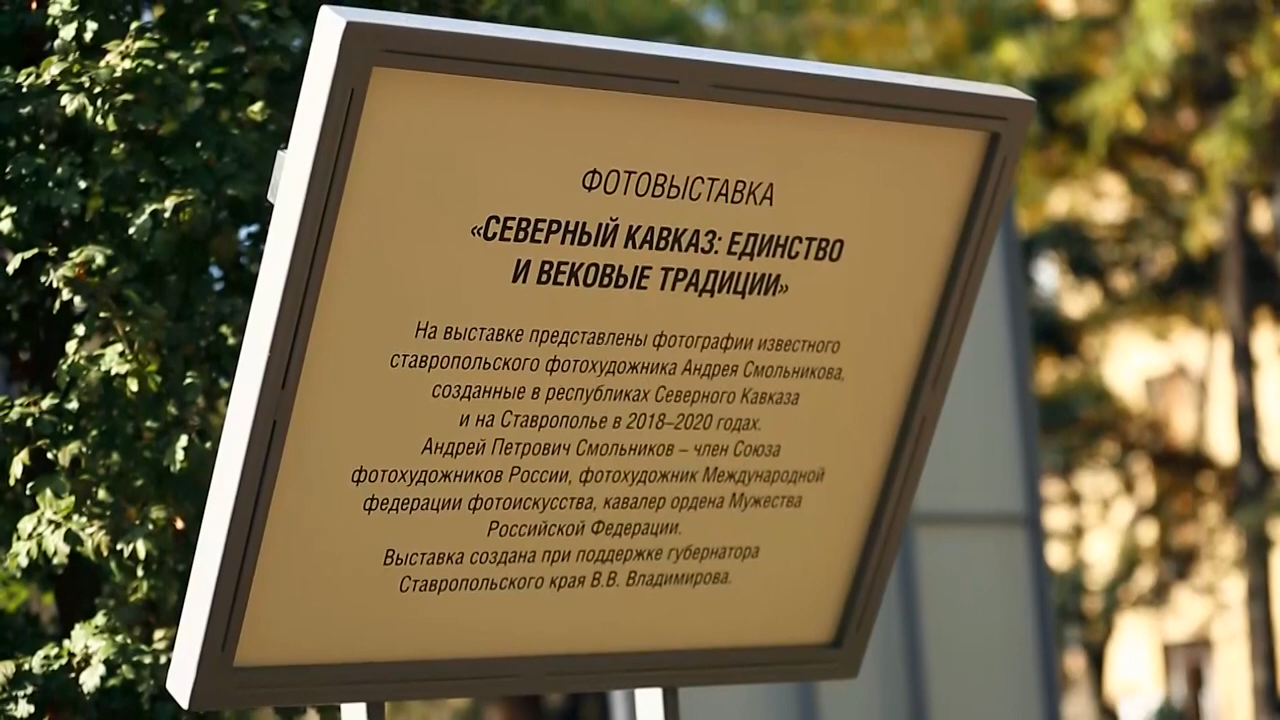 ФОТОВЫСТАВКА
«СЕВЕРНЫЙ КАВКАЗ: ЕДИНСТВО
И ВЕКОВЫЕ ТРАДИЦИИ»
На выставке представлены фотографии известного
ставропольского фотохудожника Андрея Смольникова,
созданные в республиках Северного Кавказа
и на Ставрополье в 2018–2020 годах.
Андрей Петрович Смольников – член Союза
фотохудожников России, фотохудожник Международной
федерации фотоискусства, кавалер ордена Мужества
Российской Федерации.
Выставка создана при поддержке губернатора
Ставропольского края В.В. Владимирова.